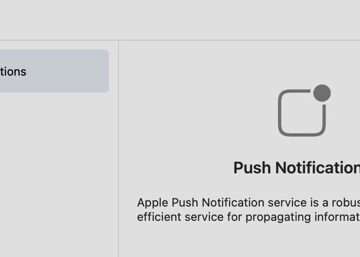 tions
Push Notification
Apple Push Notification service is a robus
efficient service for propagating informat